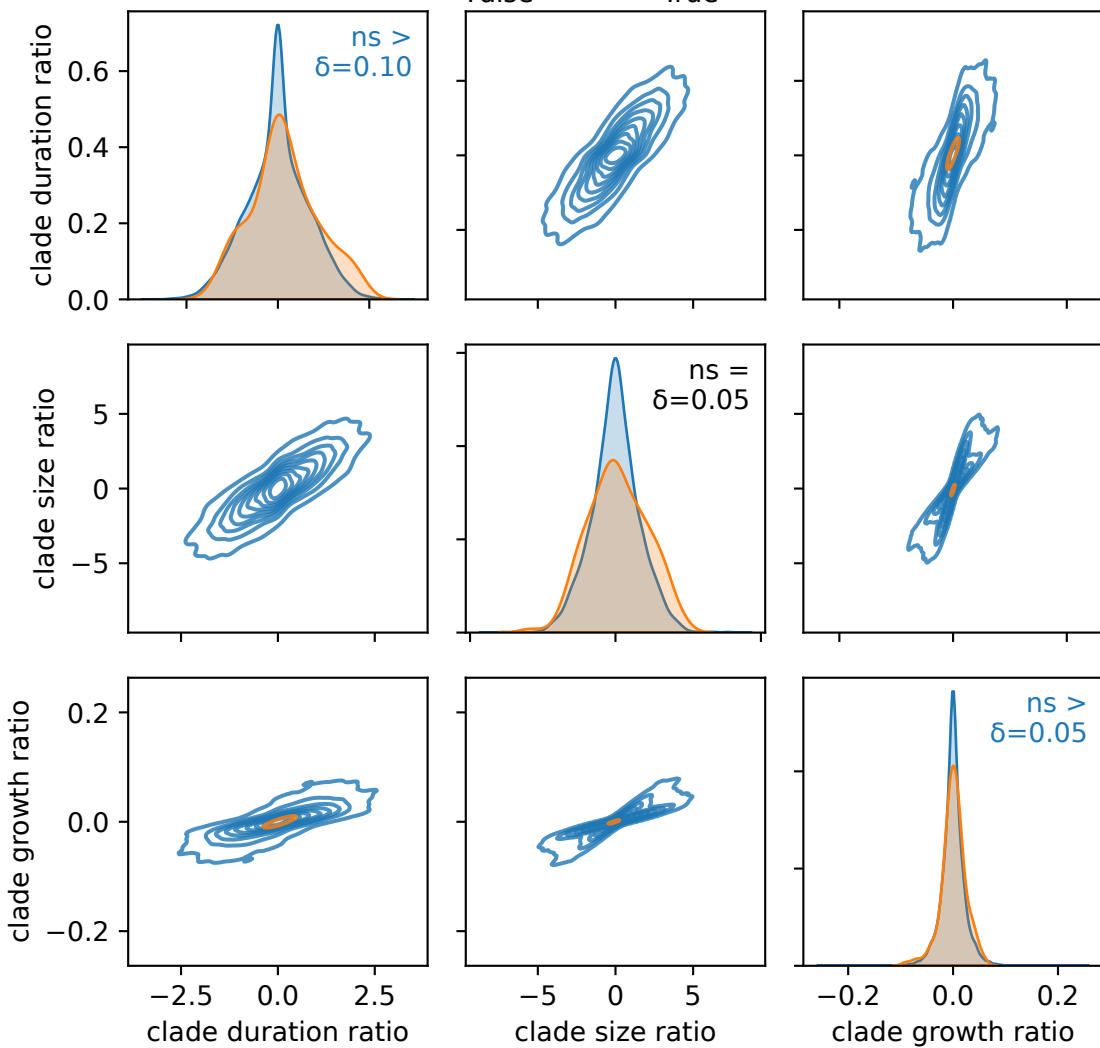 clade duration ratio
0.6
0.4
0.2
0.0
ns >
δ=0.10
clade size ratio
5
0
−5
ns =
δ=0.05
clade growth ratio
0.2
0.0
−0.2
ns >
δ=0.05
−2.5 0.0 2.5
−5 0 5
−0.2 0.0 0.2
clade duration ratio
clade size ratio
clade growth ratio